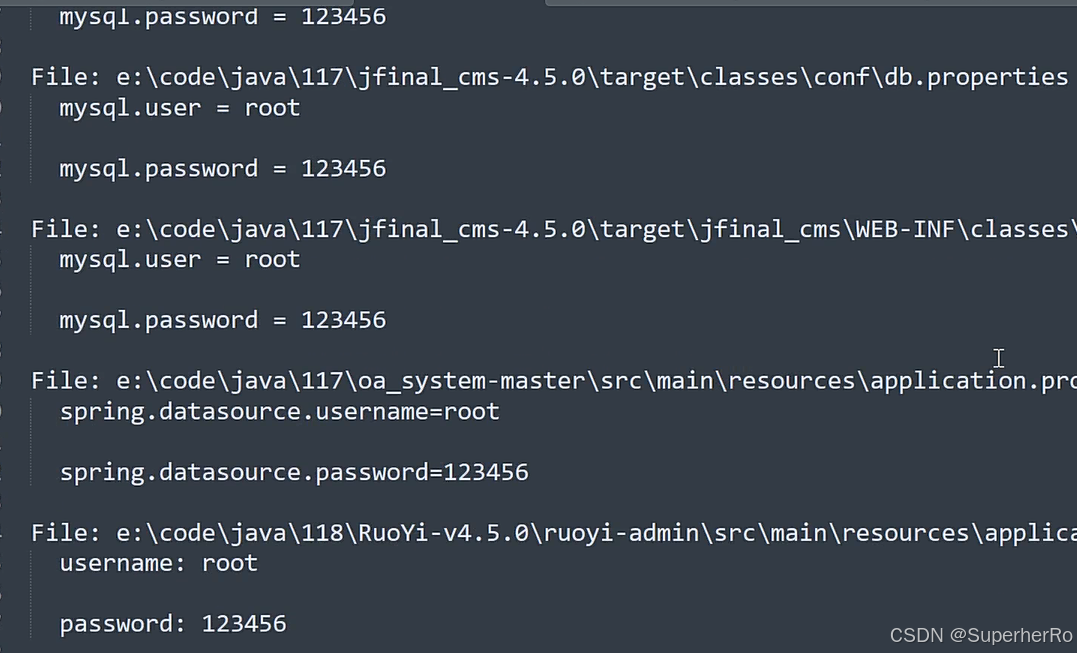 mysql.password = 123456
File: e:\code\java\117\jfinal_cms-4.5.0\target\classes\conf\db.properties
mysql.user = root
mysql.password = 123456
File: e:\code\java\117\jfinal_cms-4.5.0\target\jfinal_cms\WEB-INF\classes\
mysql.user = root
mysql.password = 123456
File: e:\code\java\117\oa_system-master\src\main\resources\application.pro
spring.datasource.username=root
spring.datasource.password=123456
File: e:\code\java\118\RuoYi-v4.5.0\ruoyi-admin\src\main\resources\applica
username: root
password: 123456
CSDN @SuperherRo